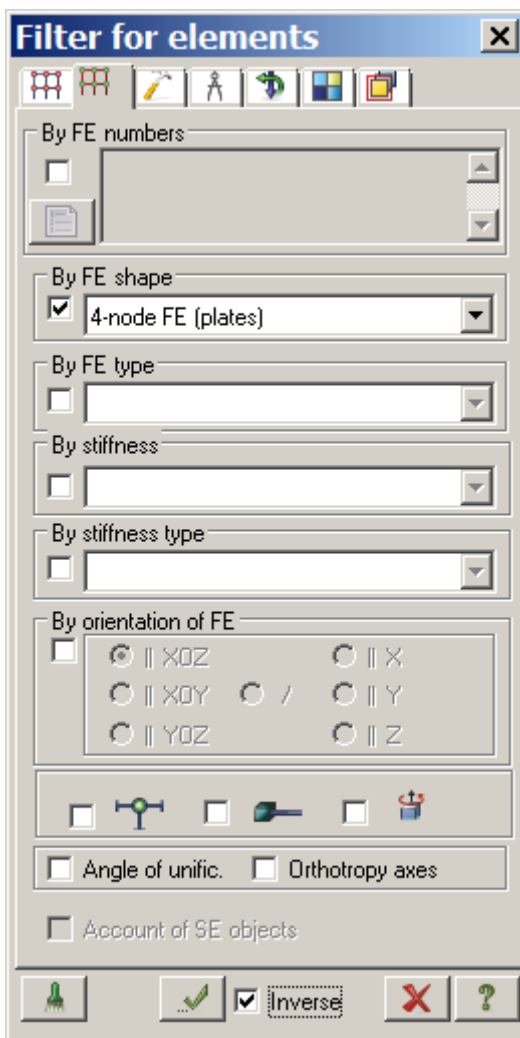 Filter for elements
By FE numbers
By FE shape
4-node FE (plates)
By FE type
By stiffness
By stiffness type
By orientation of FE
|| XOZ || X
|| XOY / || Y
|| YOZ || Z
Angle of unific. Orthotropy axes
Account of SE objects
Inverse ?